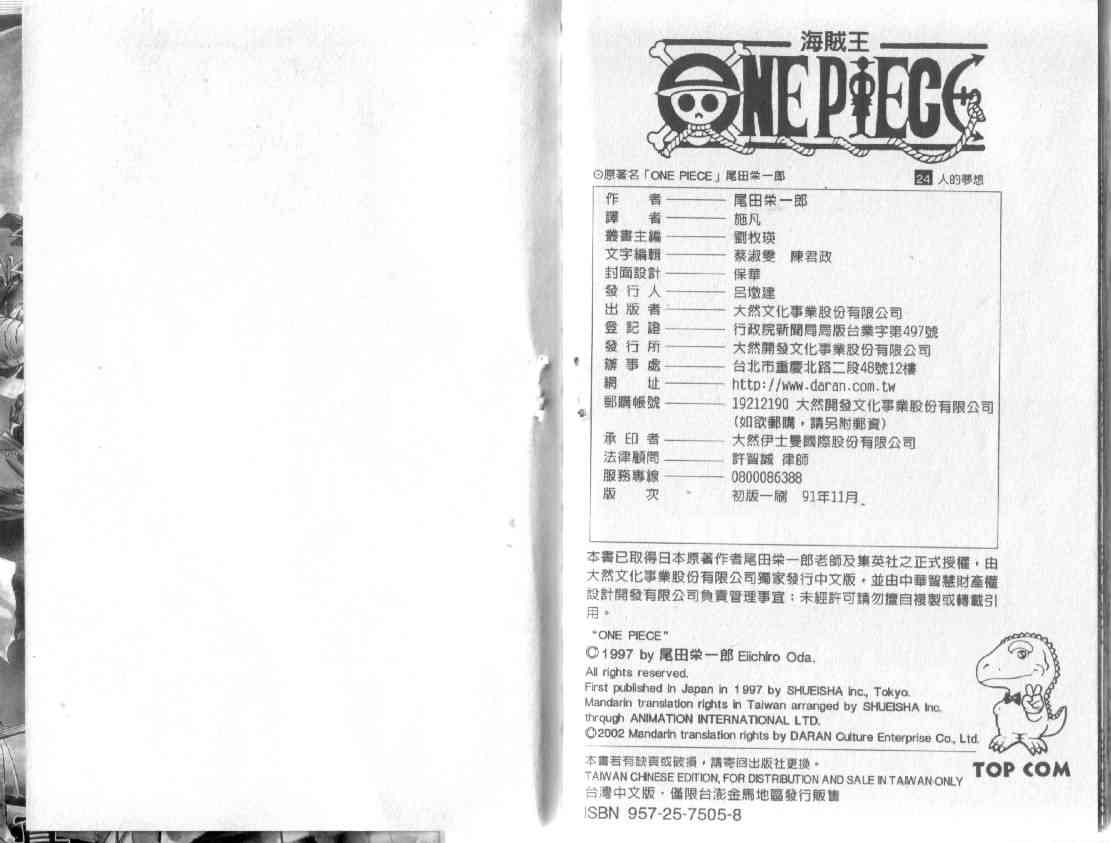 海賊王
ONE PIECE
⊙原著名「ONE PIECE」尾田栄一郎
24 人的夢想
作 者 尾田栄一郎
譯 者 施凡
叢書主編 劉枚瑛
文字編輯 蔡淑雯 陳君政
封面設計 保華
發 行 人 呂墩建
出 版 者 大然文化事業股份有限公司
登 記 證 行政院新聞局局版台業字第497號
發 行 所 大然開發文化事業股份有限公司
辦 事 處 台北市重慶北路二段48號12樓
網 址 http://www.daran.com.tw
郵購帳號 19212190 大然開發文化事業股份有限公司
(如欲郵購,請另附郵資)
承 印 者 大然伊士曼國際股份有限公司
法律顧問 許智誠 律師
服務專線 0800086388
版 次 初版一刷 91年11月
本書已取得日本原著作者尾田栄一郎老師及集英社之正式授權,由
大然文化事業股份有限公司獨家發行中文版,並由中華智慧財產權
設計開發有限公司負責管理事宜:未經許可請勿擅自複製或轉載引
用。
"ONE PIECE"
©1997 by 尾田栄一郎 Eiichiro Oda.
All rights reserved.
First published in Japan in 1997 by SHUEISHA Inc., Tokyo.
Mandarin translation rights in Taiwan arranged by SHUEISHA Inc.
through ANIMATION INTERNATIONAL LTD.
©2002 Mandarin translation rights by DARAN Culture Enterprise Co., Ltd.
TOP COM
本書若有缺頁或破損,請寄回出版社更換。
TAIWAN CHINESE EDITION, FOR DISTRIBUTION AND SALE IN TAIWAN ONLY
台灣中文版.僅限台澎金馬地區發行販售
ISBN 957-25-7505-8